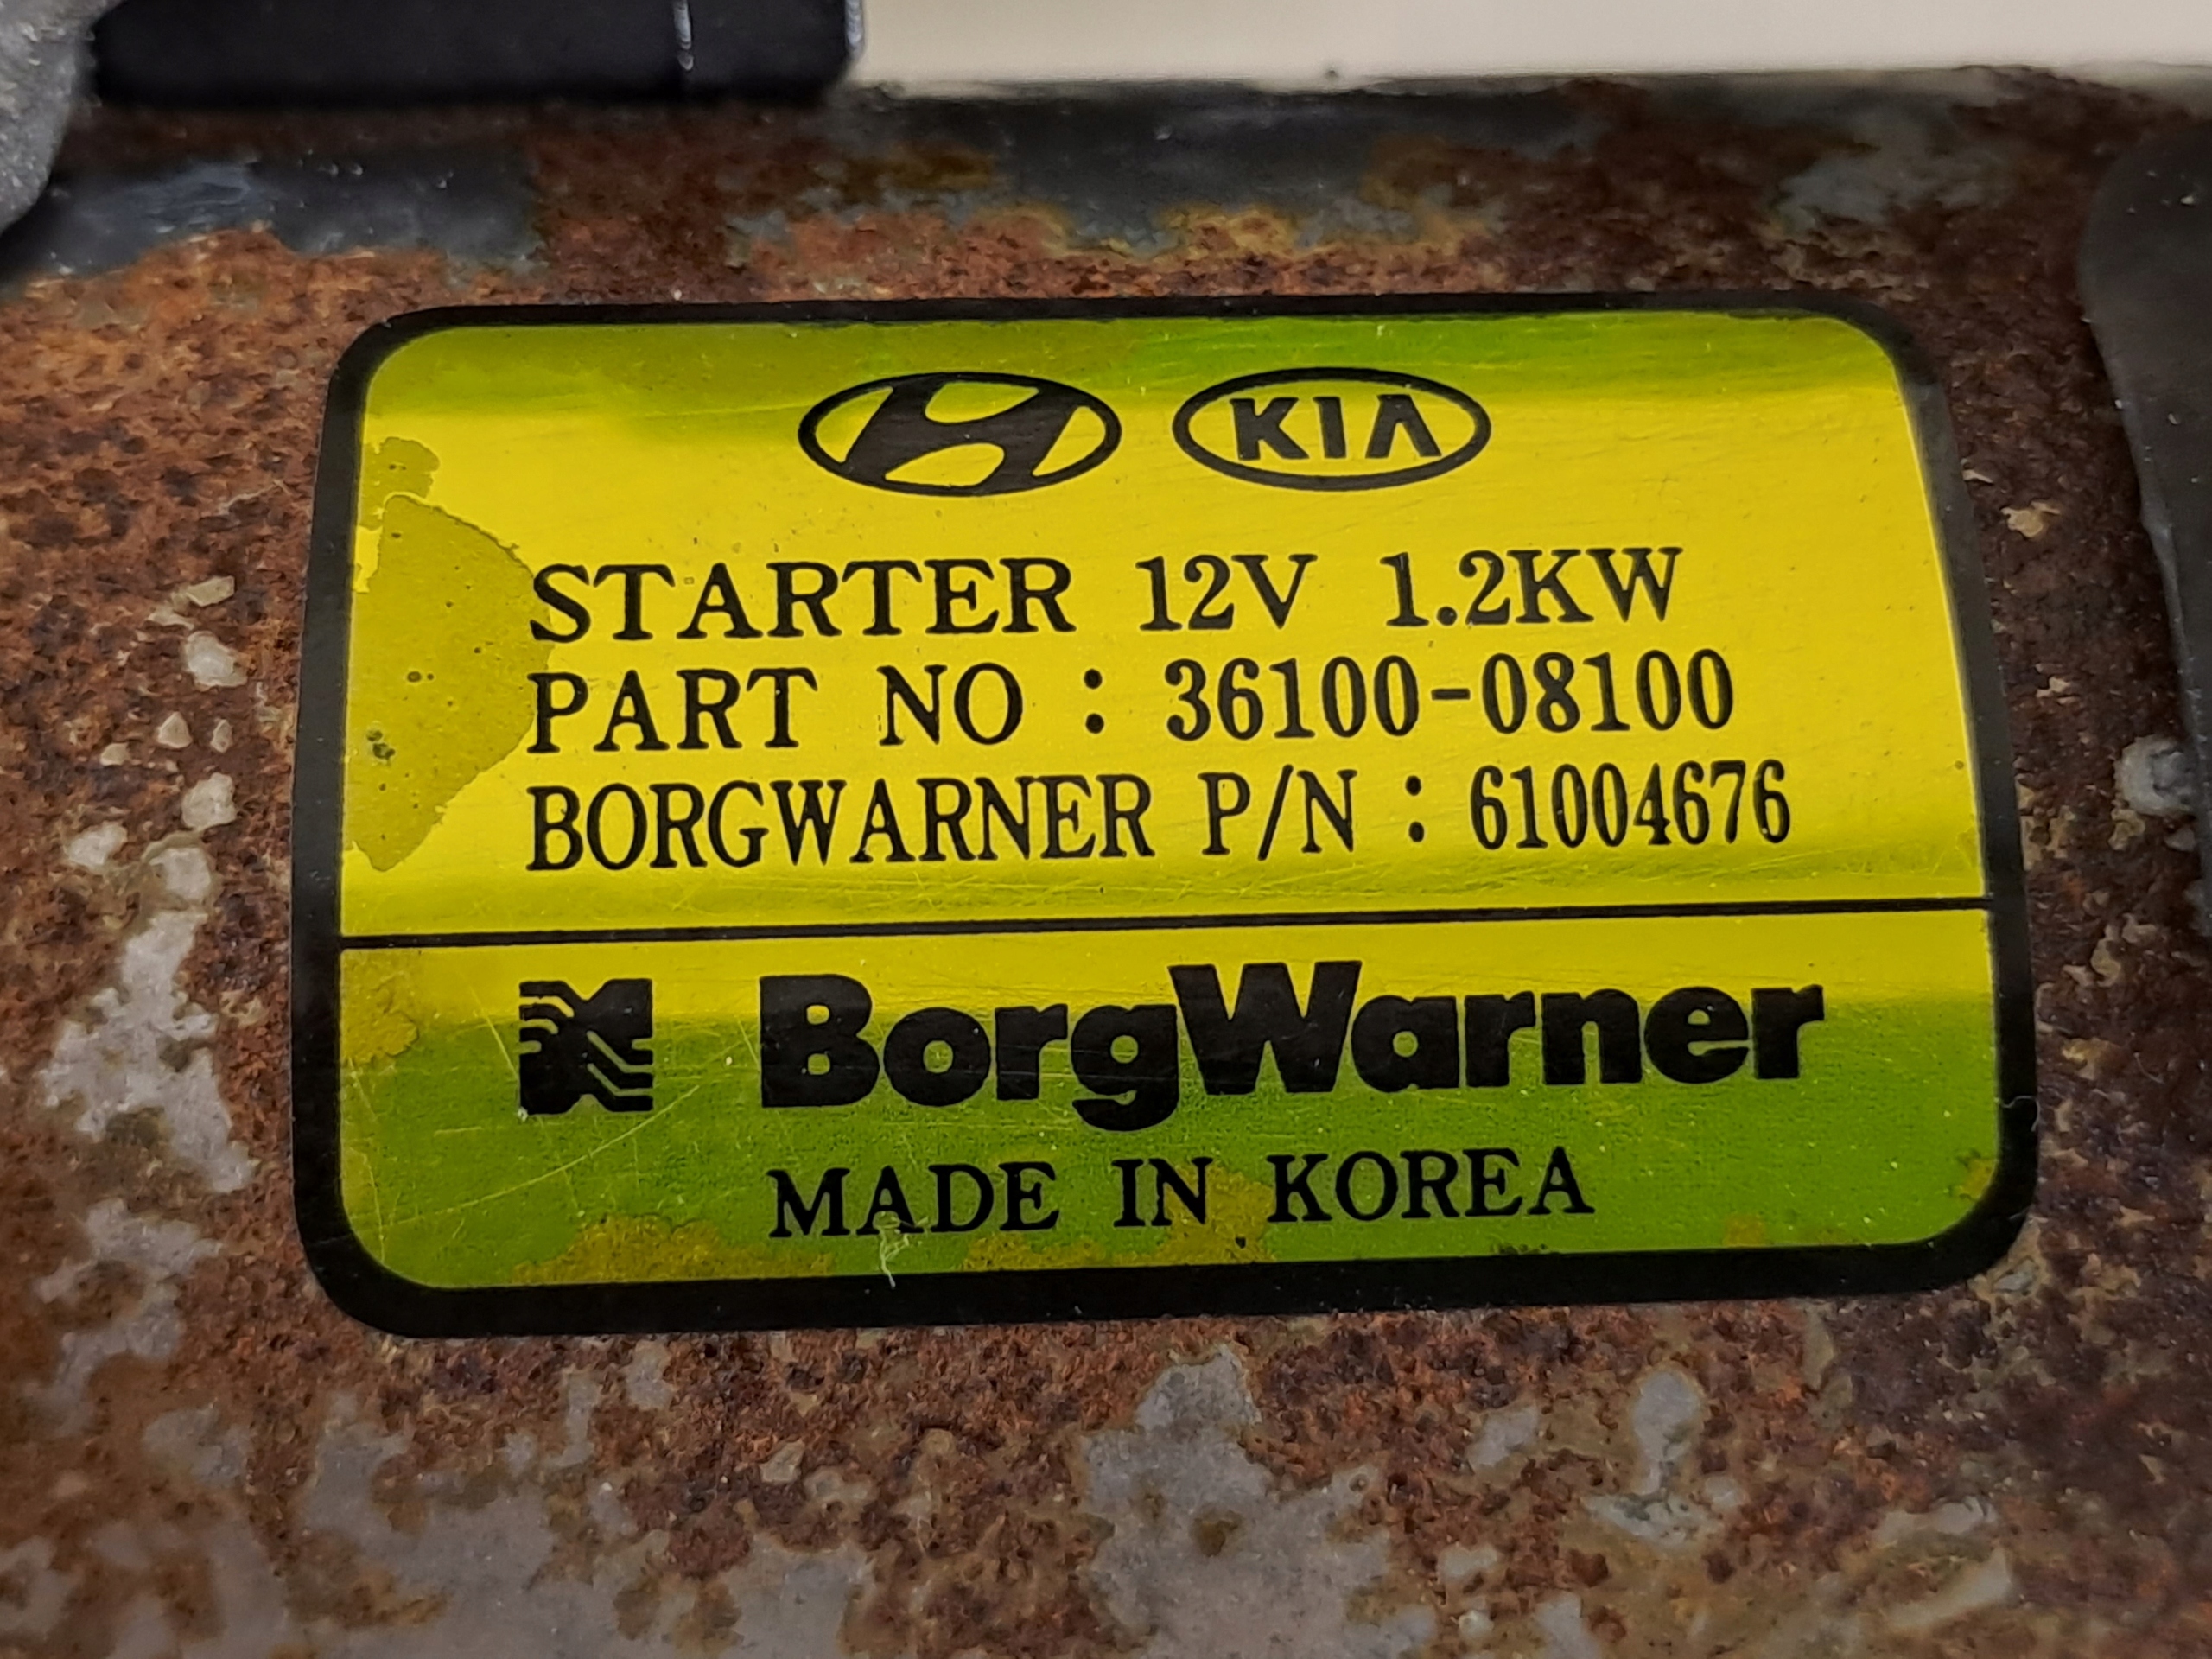 KIA
STARTER 12V 1.2KW
PART NO : 36100-08100
BORGWARNER P/N : 61004676
BorgWarner
MADE IN KOREA